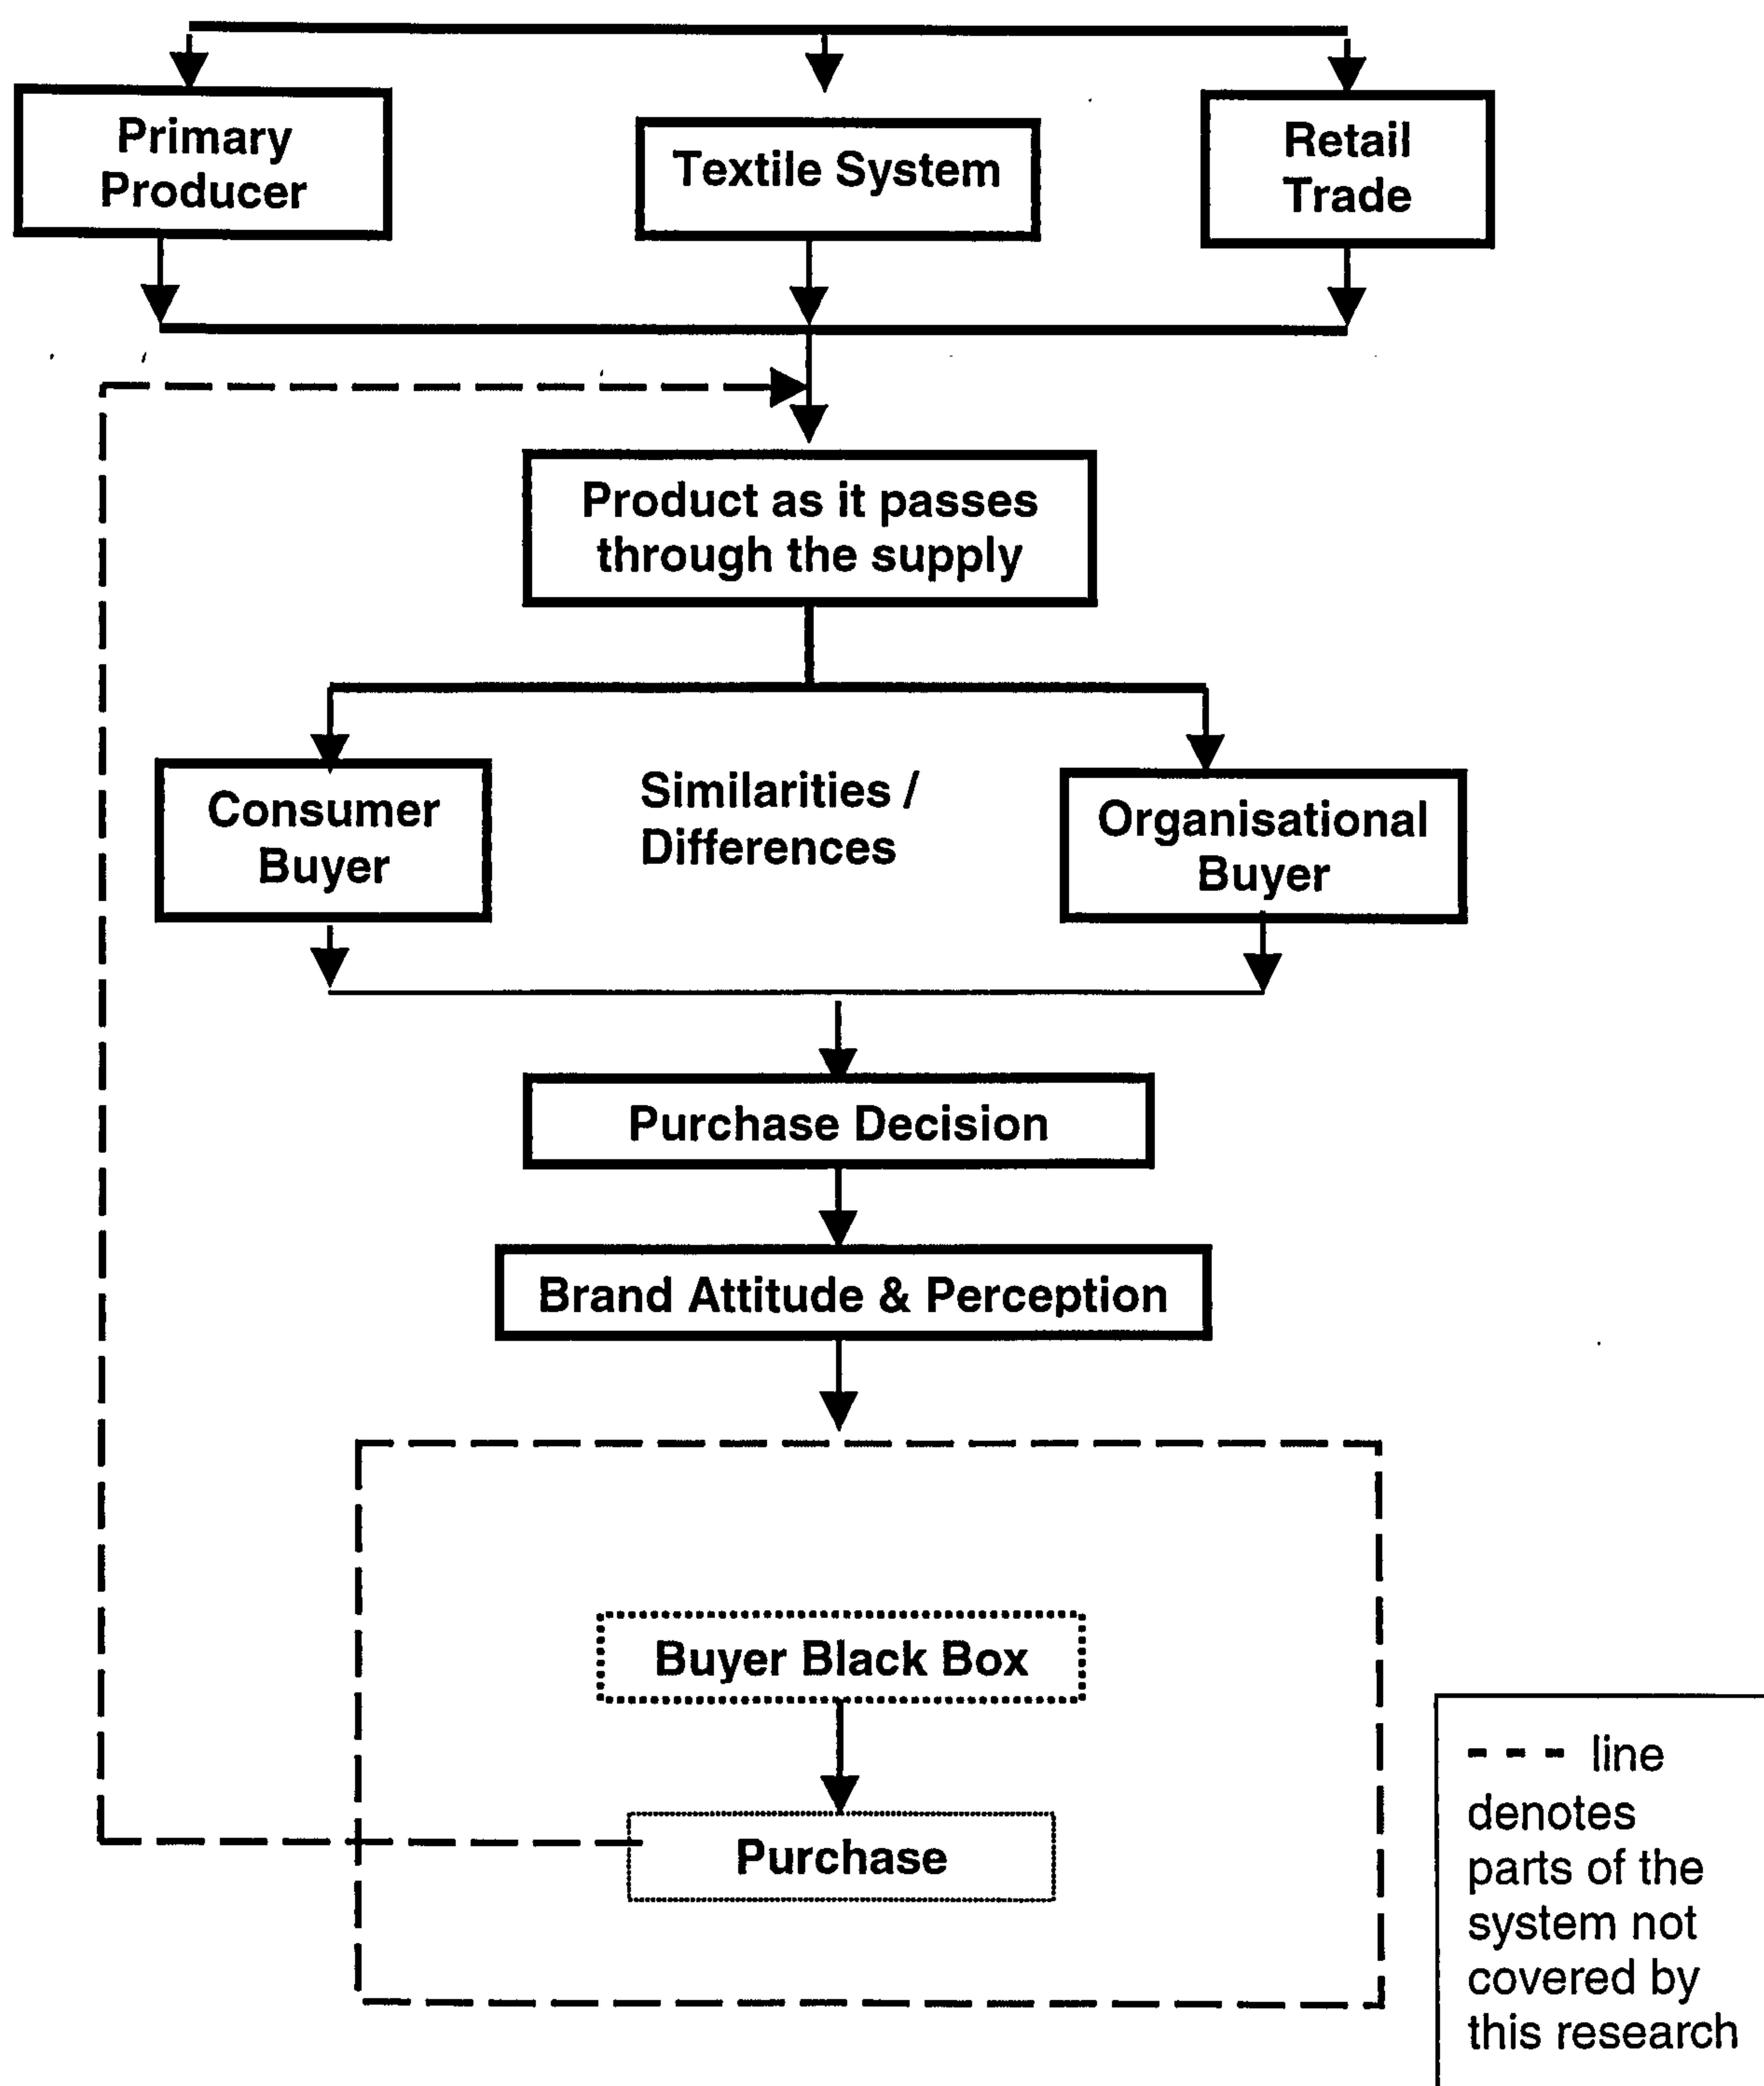 Primary
Producer
Textile System
Retail
Trade
Product as it passes
through the supply
Consumer
Buyer
Similarities /
Differences
Organisational
Buyer
Purchase Decision
Brand Attitude & Perception
Buyer Black Box
Purchase
--- line
denotes
parts of the
system not
covered by
this research